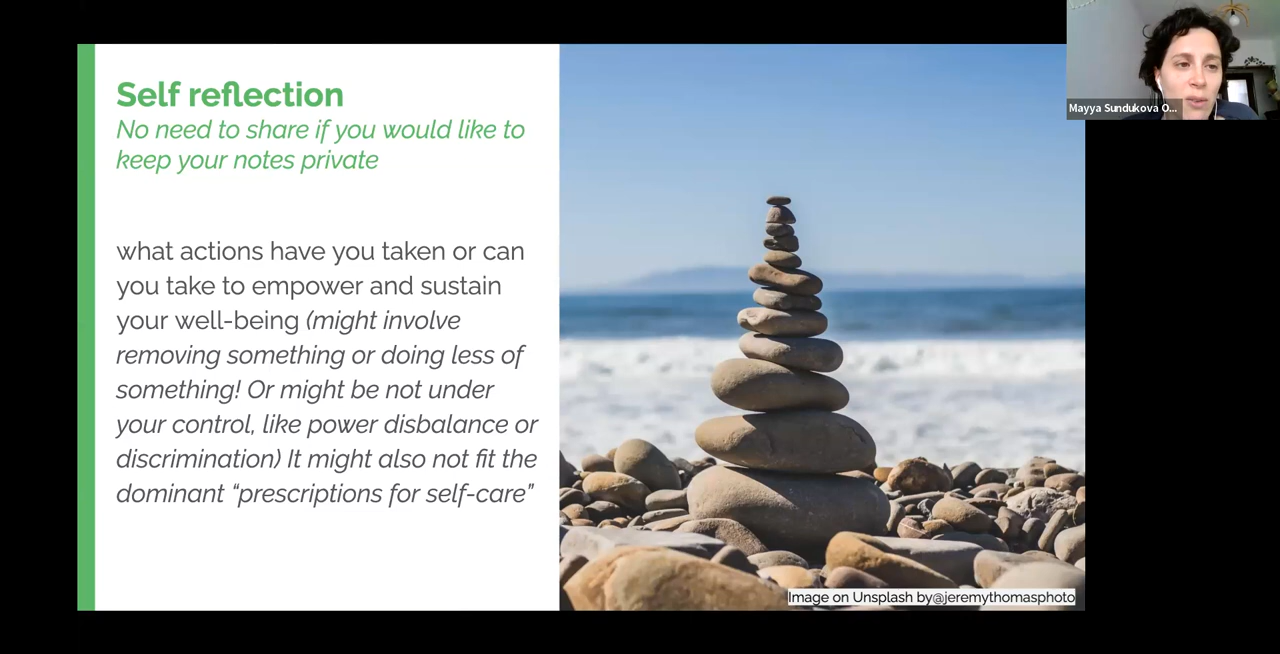 Self reflection
No need to share if you would like to
keep your notes private
what actions have you taken or can
you take to empower and sustain
your well-being (might involve
removing something or doing less of
something! Or might be not under
your control, like power disbalance or
discrimination) It might also not fit the
dominant “prescriptions for self-care”
Image on Unsplash by@jeremythomasphoto
Mayya Sundukova O...